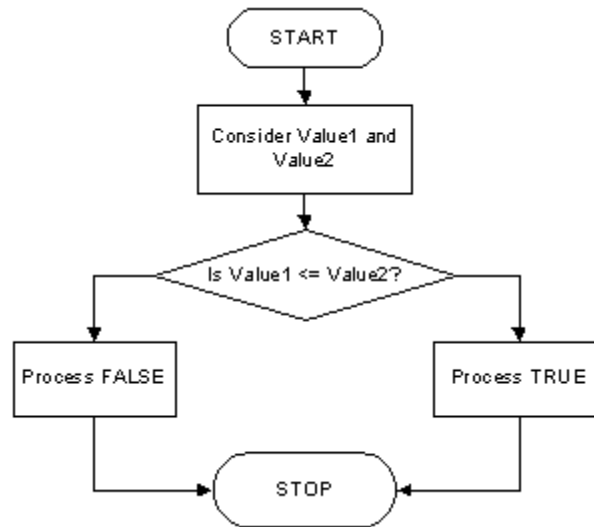 START
Consider Value1 and
Value2
Is Value1 <= Value2?
Process FALSE
Process TRUE
STOP